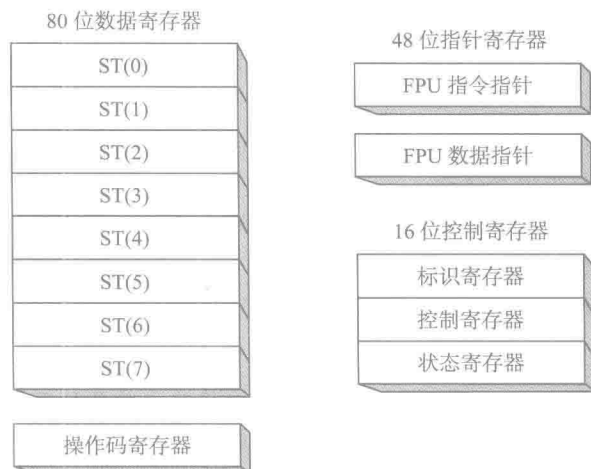 80 位数据寄存器
ST(0)
ST(1)
ST(2)
ST(3)
ST(4)
ST(5)
ST(6)
ST(7)
操作码寄存器
48 位指针寄存器
FPU 指令指针
FPU 数据指针
16 位控制寄存器
标识寄存器
控制寄存器
状态寄存器